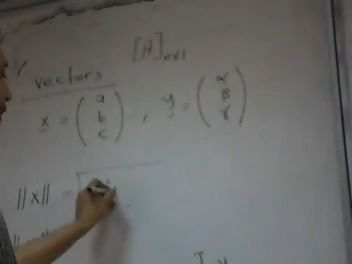 [A]ₙₓ₁
vectors
x = (a b c) , y = (α β γ)
||x|| =